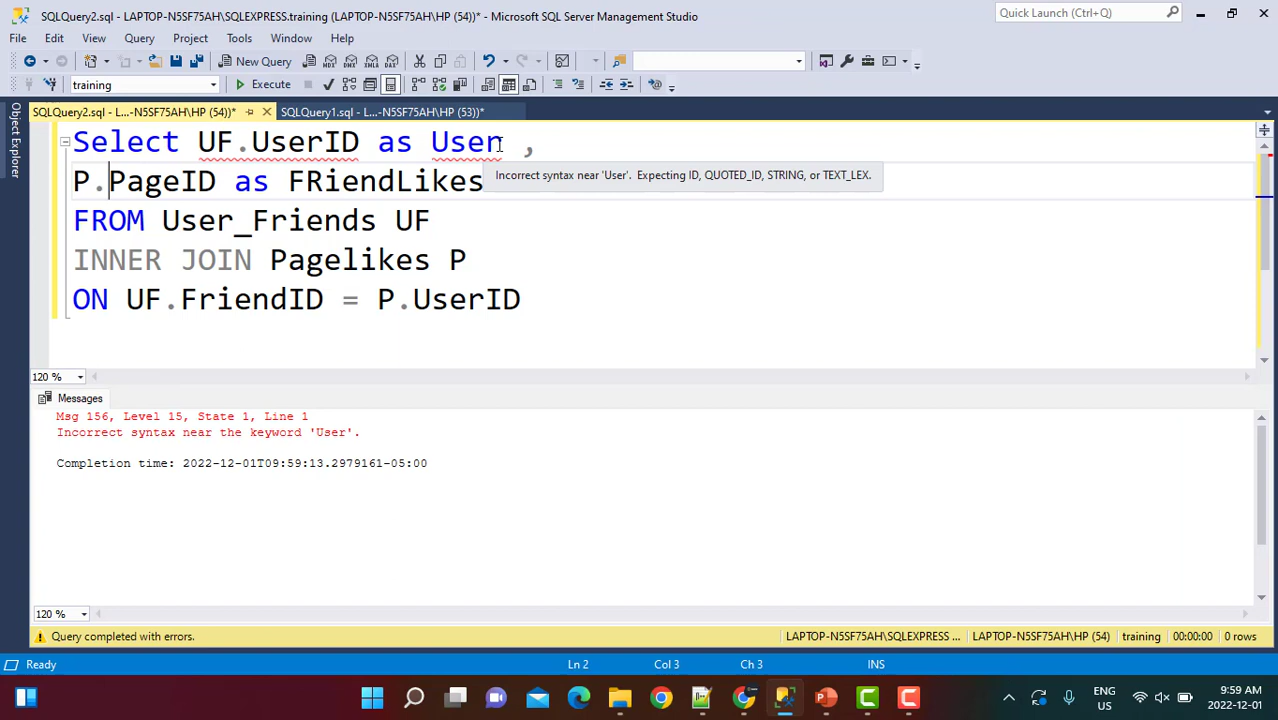 SQLQuery2.sql - LAPTOP-N5SF75AH\SQLEXPRESS.training (LAPTOP-N5SF75AH\HP (54))* - Microsoft SQL Server Management Studio
Quick Launch (Ctrl+Q)
File Edit View Query Project Tools Window Help
New Query
training
Execute
SQLQuery2.sql - L...-N5SF75AH\HP (54))*
SQLQuery1.sql - L...-N5SF75AH\HP (53))*
Object Explorer
Select UF.UserID as User ,
Incorrect syntax near 'User'. Expecting ID, QUOTED_ID, STRING, or TEXT_LEX.
P.PageID as FRiendLikes
FROM User_Friends UF
INNER JOIN Pagelikes P
ON UF.FriendID = P.UserID
120 %
Messages
Msg 156, Level 15, State 1, Line 1
Incorrect syntax near the keyword 'User'.
Completion time: 2022-12-01T09:59:13.2979161-05:00
120 %
Query completed with errors.
LAPTOP-N5SF75AH\SQLEXPRESS ...
LAPTOP-N5SF75AH\HP (54)
training
00:00:00
0 rows
Ready
Ln 2
Col 3
Ch 3
INS
ENG
US
9:59 AM
2022-12-01